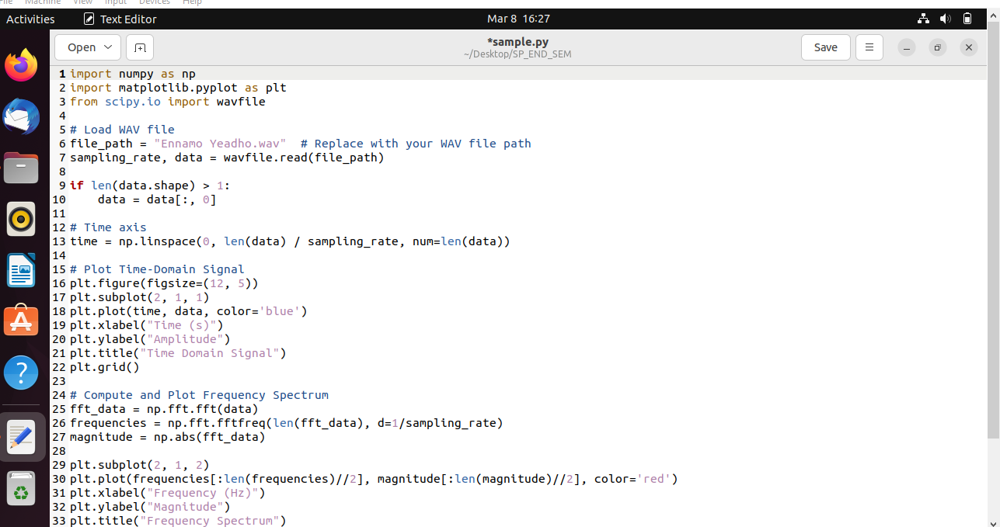 File Machine View Input Devices Help
Activities Text Editor Mar 8 16:27
Open *sample.py Save
~/Desktop/SP_END_SEM
1 import numpy as np
2 import matplotlib.pyplot as plt
3 from scipy.io import wavfile
4
5 # Load WAV file
6 file_path = "Ennamo Yeadho.wav"  # Replace with your WAV file path
7 sampling_rate, data = wavfile.read(file_path)
8
9 if len(data.shape) > 1:
10     data = data[:, 0]
11
12 # Time axis
13 time = np.linspace(0, len(data) / sampling_rate, num=len(data))
14
15 # Plot Time-Domain Signal
16 plt.figure(figsize=(12, 5))
17 plt.subplot(2, 1, 1)
18 plt.plot(time, data, color='blue')
19 plt.xlabel("Time (s)")
20 plt.ylabel("Amplitude")
21 plt.title("Time Domain Signal")
22 plt.grid()
23
24 # Compute and Plot Frequency Spectrum
25 fft_data = np.fft.fft(data)
26 frequencies = np.fft.fftfreq(len(fft_data), d=1/sampling_rate)
27 magnitude = np.abs(fft_data)
28
29 plt.subplot(2, 1, 2)
30 plt.plot(frequencies[:len(frequencies)//2], magnitude[:len(magnitude)//2], color='red')
31 plt.xlabel("Frequency (Hz)")
32 plt.ylabel("Magnitude")
33 plt.title("Frequency Spectrum")